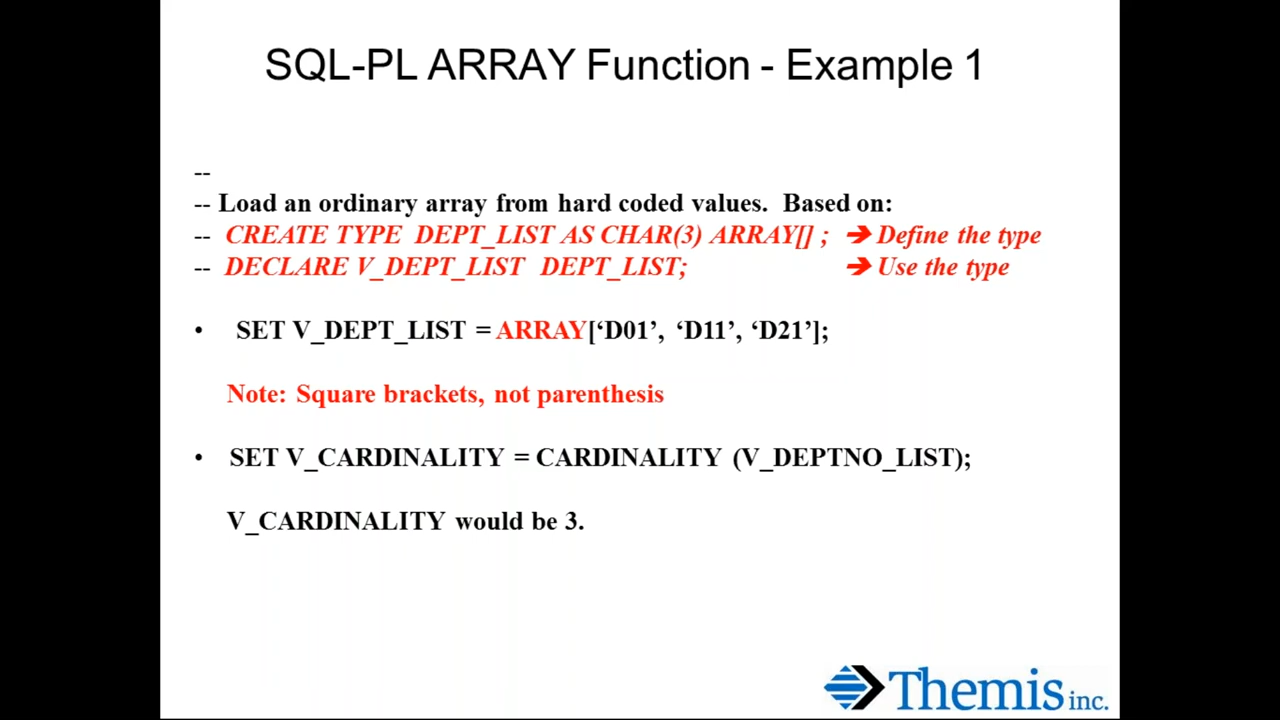 SQL-PL ARRAY Function - Example 1
--
-- Load an ordinary array from hard coded values.  Based on:
-- CREATE TYPE  DEPT_LIST AS CHAR(3) ARRAY[] ; ➔ Define the type
-- DECLARE V_DEPT_LIST  DEPT_LIST; ➔ Use the type
• SET V_DEPT_LIST = ARRAY[‘D01’, ‘D11’, ‘D21’];
Note: Square brackets, not parenthesis
• SET V_CARDINALITY = CARDINALITY (V_DEPTNO_LIST);
V_CARDINALITY would be 3.
Themis inc.